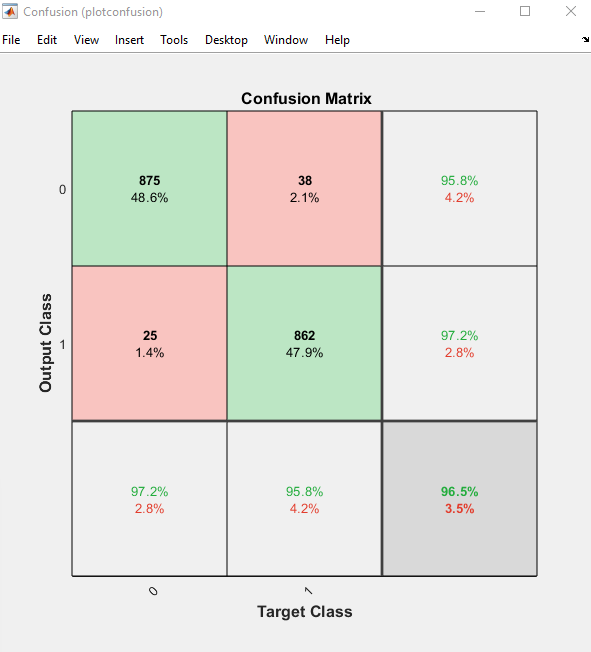 Confusion (plotconfusion)
File Edit View Insert Tools Desktop Window Help
Confusion Matrix
875 38 95.8%
48.6% 2.1% 4.2%
0
25 862 97.2%
1.4% 47.9% 2.8%
1
Output Class
97.2% 95.8% 96.5%
2.8% 4.2% 3.5%
0 1
Target Class